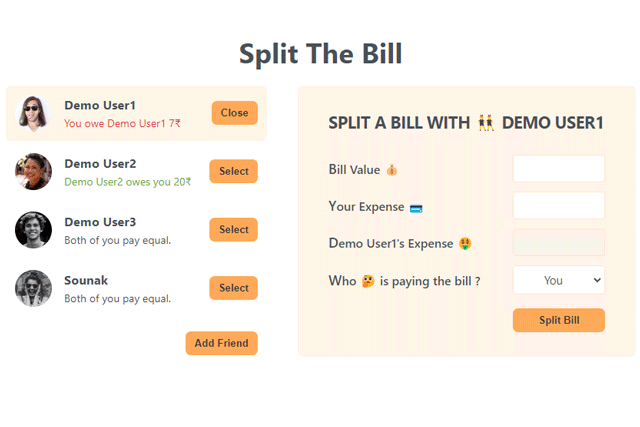 Split The Bill
Demo User1
You owe Demo User1 7₹
Close
Demo User2
Demo User2 owes you 20₹
Select
Demo User3
Both of you pay equal.
Select
Sounak
Both of you pay equal.
Select
Add Friend
SPLIT A BILL WITH 👯 DEMO USER1
Bill Value 💰
Your Expense 💳
Demo User1's Expense 🤑
Who 🤔 is paying the bill ?
You
Split Bill